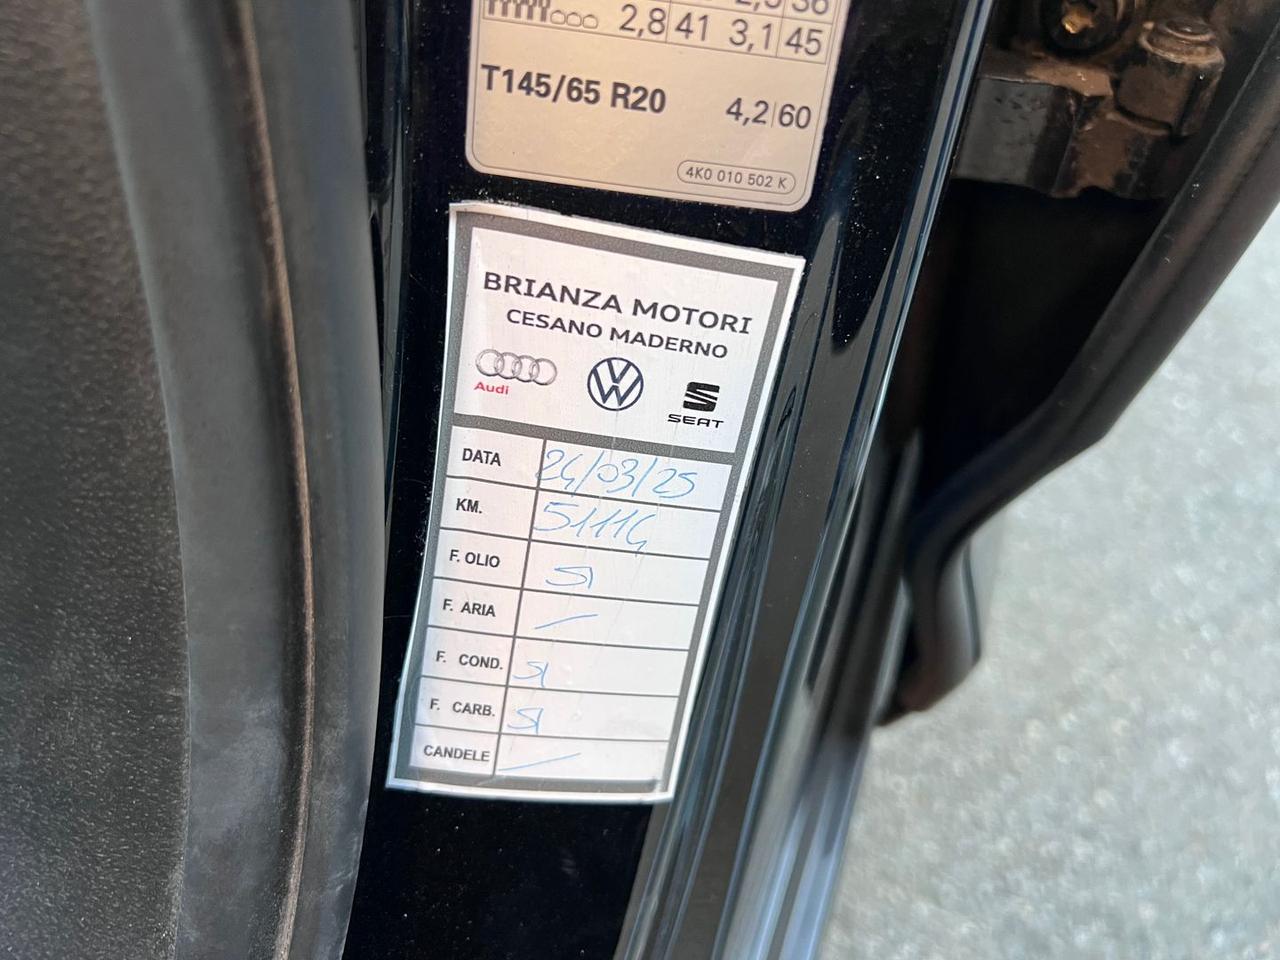 2,8 41 3,1 45
T145/65 R20 4,2 60
4K0 010 502 K
BRIANZA MOTORI
CESANO MADERNO
Audi
SEAT
DATA 24/03/25
KM. 51114
F. OLIO SI
F. ARIA —
F. COND. SI
F. CARB. SI
CANDELE —